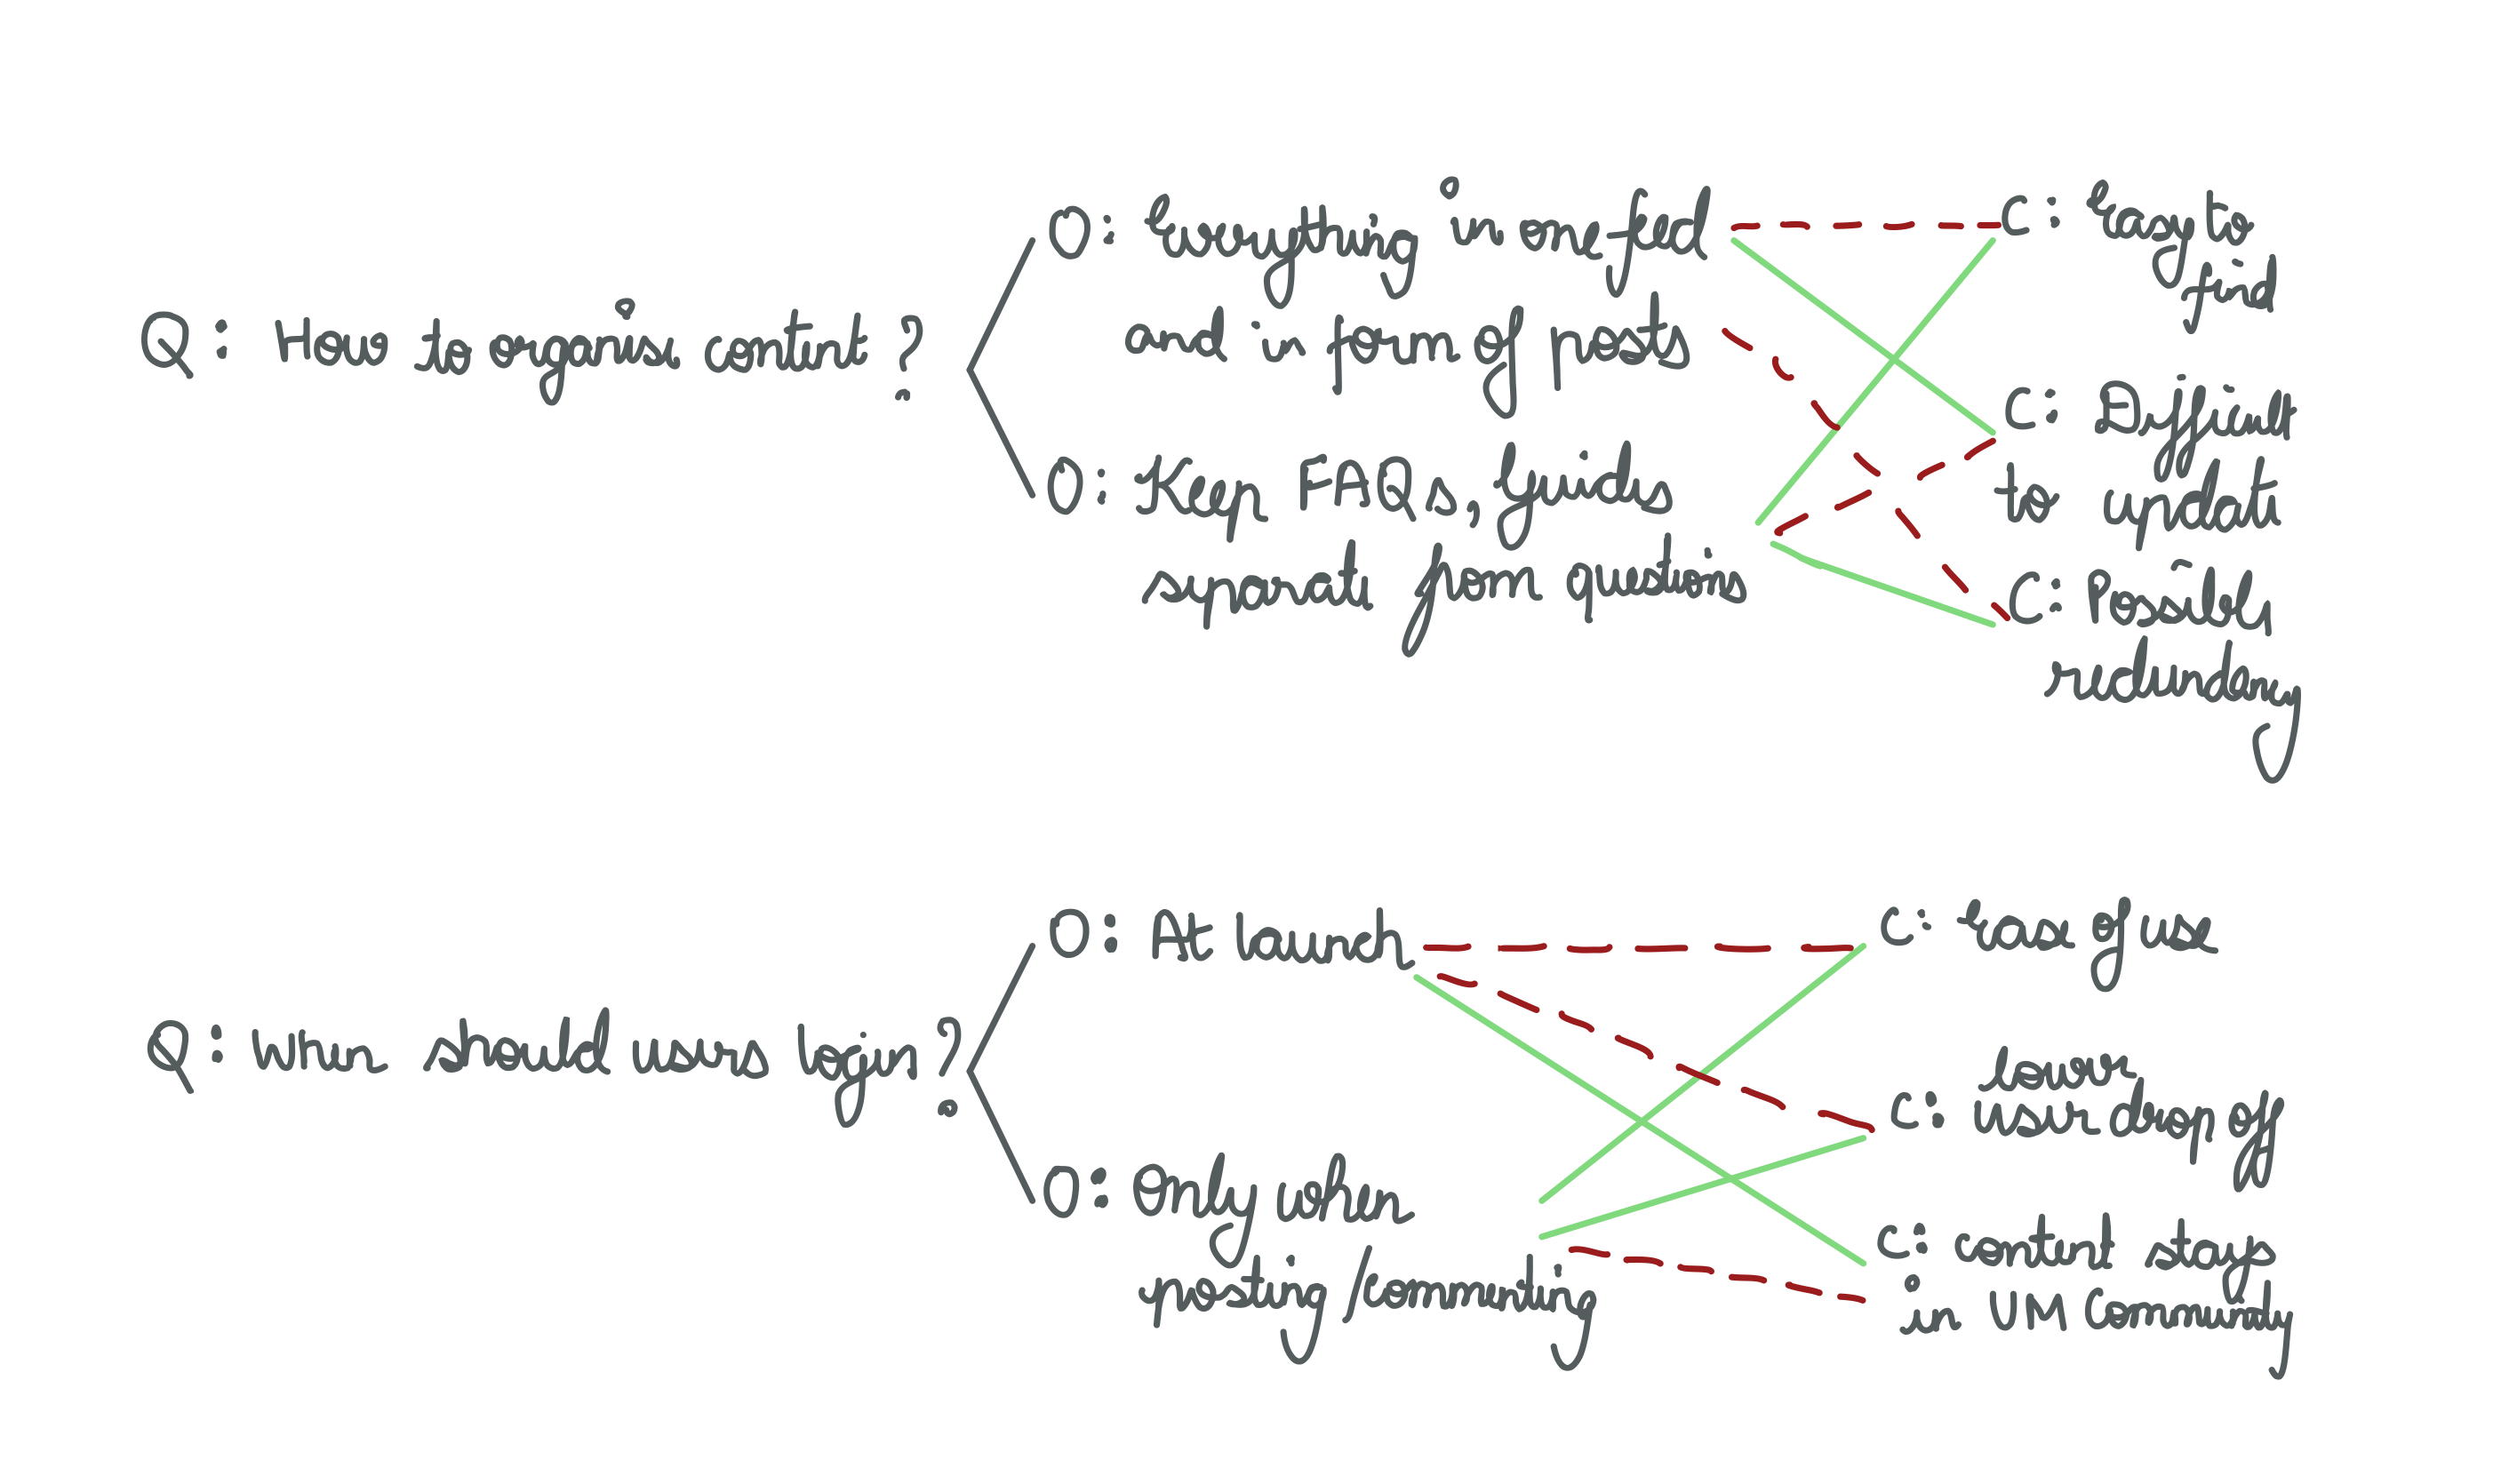 Q: How to organise content?
O: Everything in one feed
and in form of posts
O: Keep FAQs, Guides
separate from questions
C: Easy to
find
C: Difficult
to update
C: Possible
redundancy
Q: When should users login?
O: At launch
O: Only when
posting/commenting
C: Ease of use
C: Lower
user dropoff
C: content stays
in UM Community